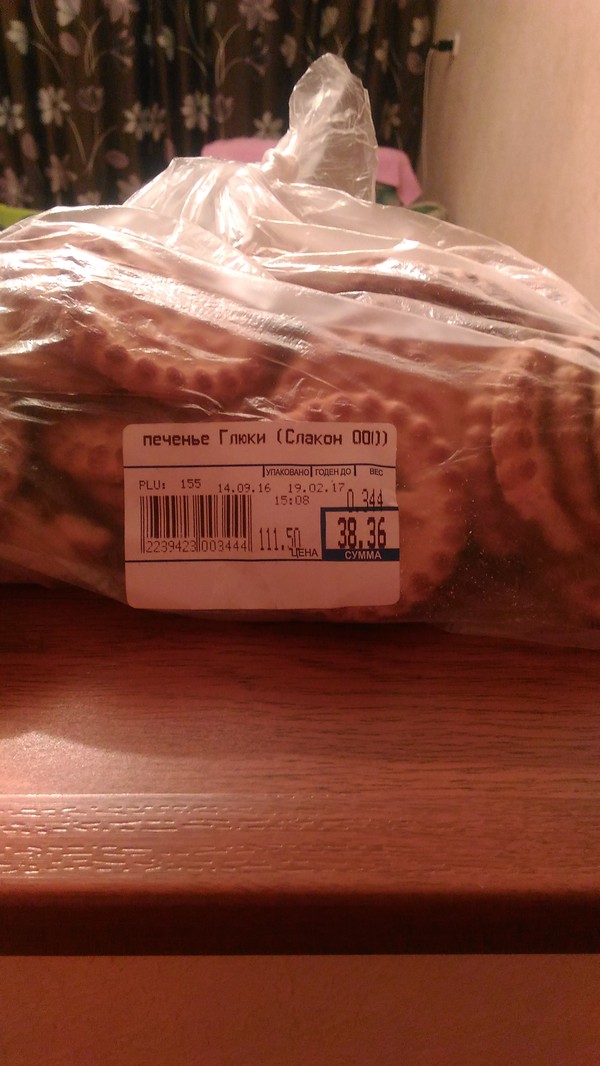 печенье Глюки (Слакон ООО)
УПАКОВАНО ГОДЕН ДО ВЕС
PLU: 155 14.09.16 19.02.17
15:08 0.344
2239423 003444 111.50 38.36
ЦЕНА СУММА